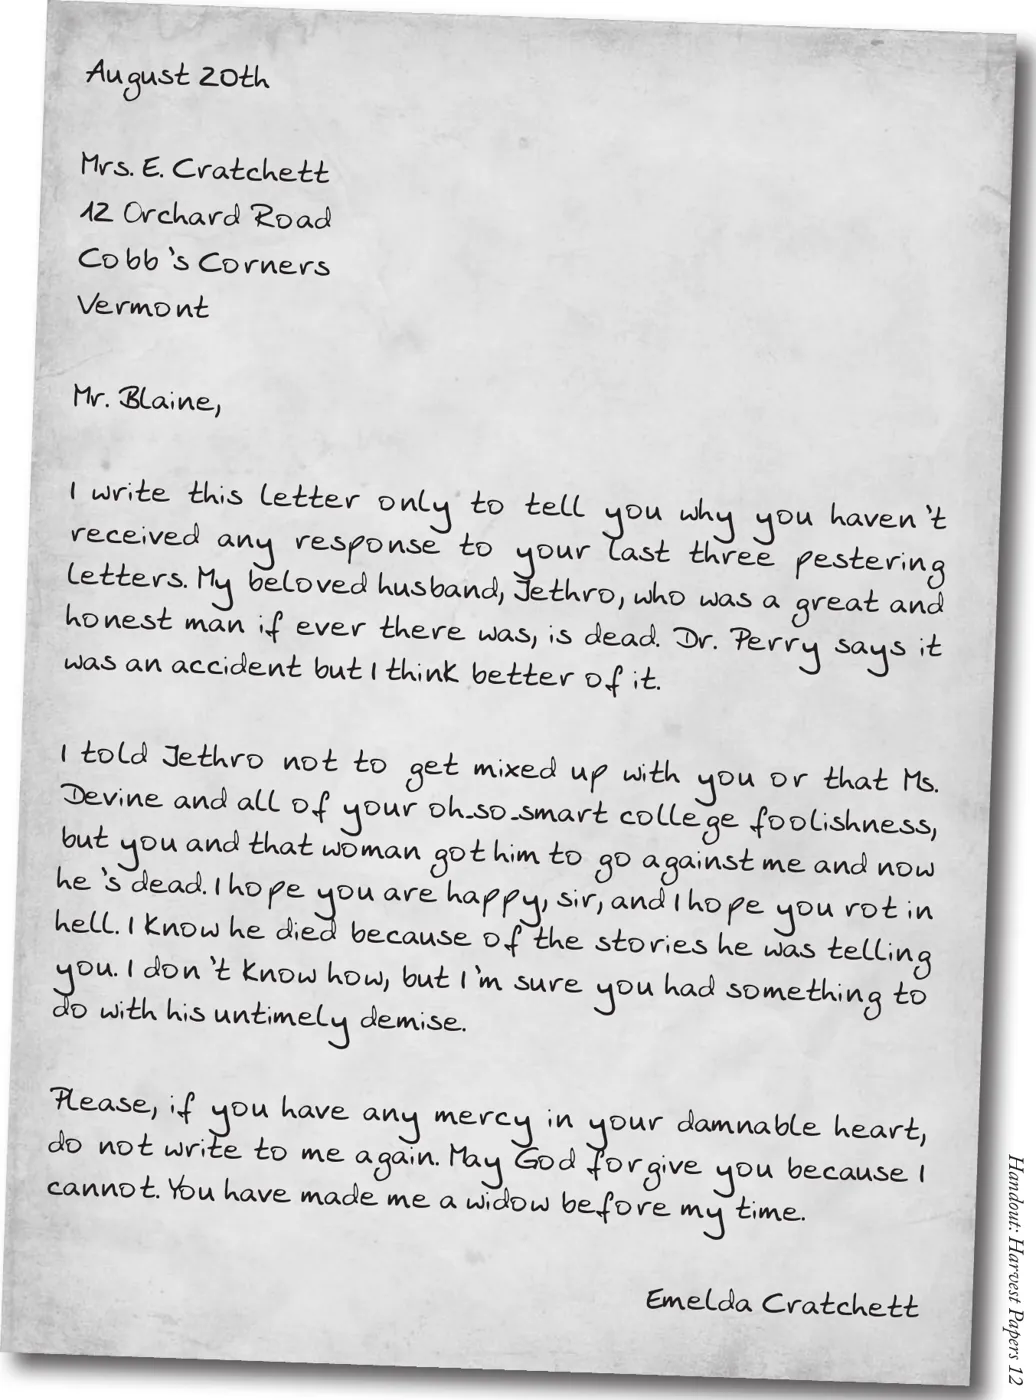 August 20th
Mrs. E. Cratchett
12 Orchard Road
Cobb's Corners
Vermont
Mr. Blaine,
I write this letter only to tell you why you haven't
received any response to your last three pestering
letters. My beloved husband, Jethro, who was a great and
honest man if ever there was, is dead. Dr. Perry says it
was an accident but I think better of it.
I told Jethro not to get mixed up with you or that Ms.
Devine and all of your oh-so-smart college foolishness,
but you and that woman got him to go against me and now
he's dead. I hope you are happy, sir, and I hope you rot in
hell. I know he died because of the stories he was telling
you. I don't know how, but I'm sure you had something to
do with his untimely demise.
Please, if you have any mercy in your damnable heart,
do not write to me again. May God forgive you because I
cannot. You have made me a widow before my time.
Emelda Cratchett
Handout: Harvest Papers 12